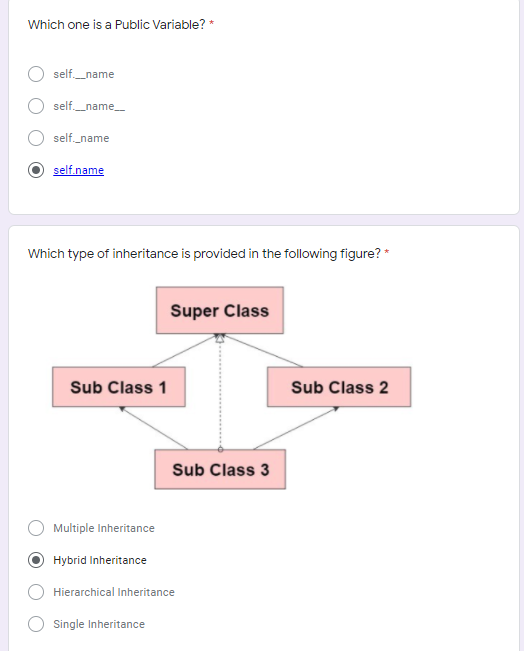 Which one is a Public Variable? *
self.__name
self.__name__
self._name
self.name
Which type of inheritance is provided in the following figure? *
Super Class
Sub Class 1
Sub Class 2
Sub Class 3
Multiple Inheritance
Hybrid Inheritance
Hierarchical Inheritance
Single Inheritance